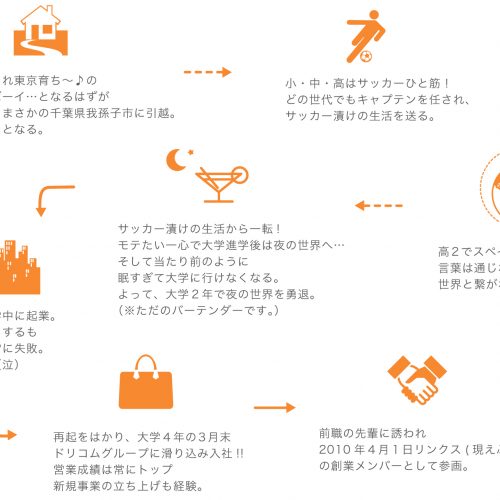 れ東京育ち〜♪の
ボーイ…となるはずが
まさかの千葉県我孫子市に引越。
となる。
小・中・高はサッカーひと筋！
どの世代でもキャプテンを任され、
サッカー漬けの生活を送る。
高２でスペイ
言葉は通じな
世界と繋が
サッカー漬けの生活から一転！
モテたい一心で大学進学後は夜の世界へ…
そして当たり前のように
眠すぎて大学に行けなくなる。
よって、大学２年で夜の世界を勇退。
（※ただのバーテンダーです。）
中に起業。
するも
に失敗。
泣）
再起をはかり、大学４年の３月末
ドリコムグループに滑り込み入社!!
営業成績は常にトップ
新規事業の立ち上げも経験。
前職の先輩に誘われ
2010年４月１日リンクス(現え
の創業メンバーとして参画。